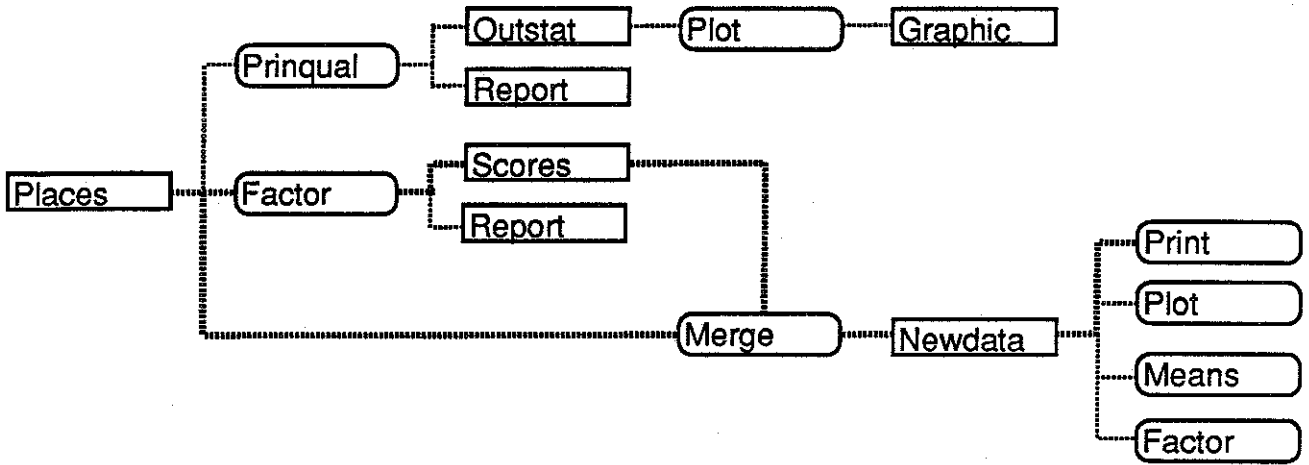 Outstat
Plot
Graphic
Prinqual
Report
Scores
Places
Factor
Report
Print
Plot
Merge
Newdata
Means
Factor